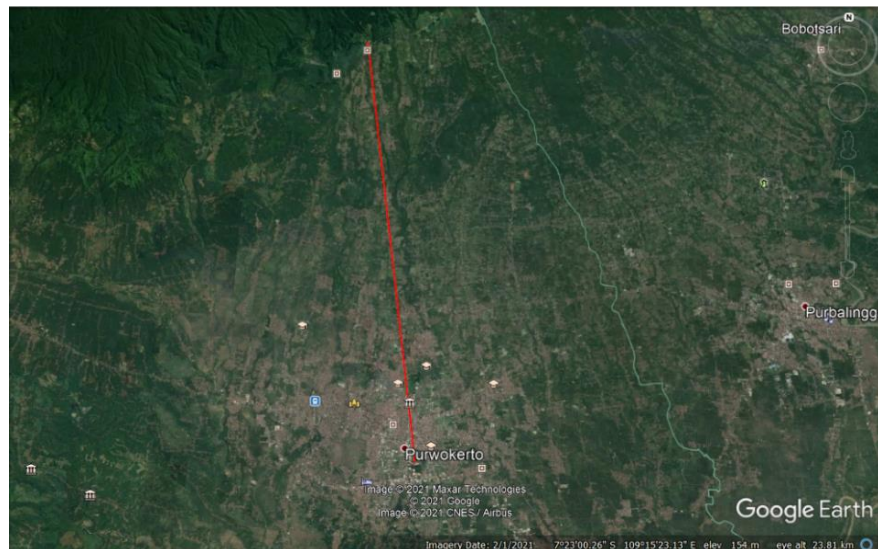 Bobotsari
N
Purbalingg
Purwokerto
Image © 2021 Maxar Technologies
© 2021 Google
Image © 2021 CNES / Airbus
Google Earth
Imagery Date: 2/1/2021 7°23'00.26" S 109°15'23.13" E elev 154 m eye alt 23.81 km